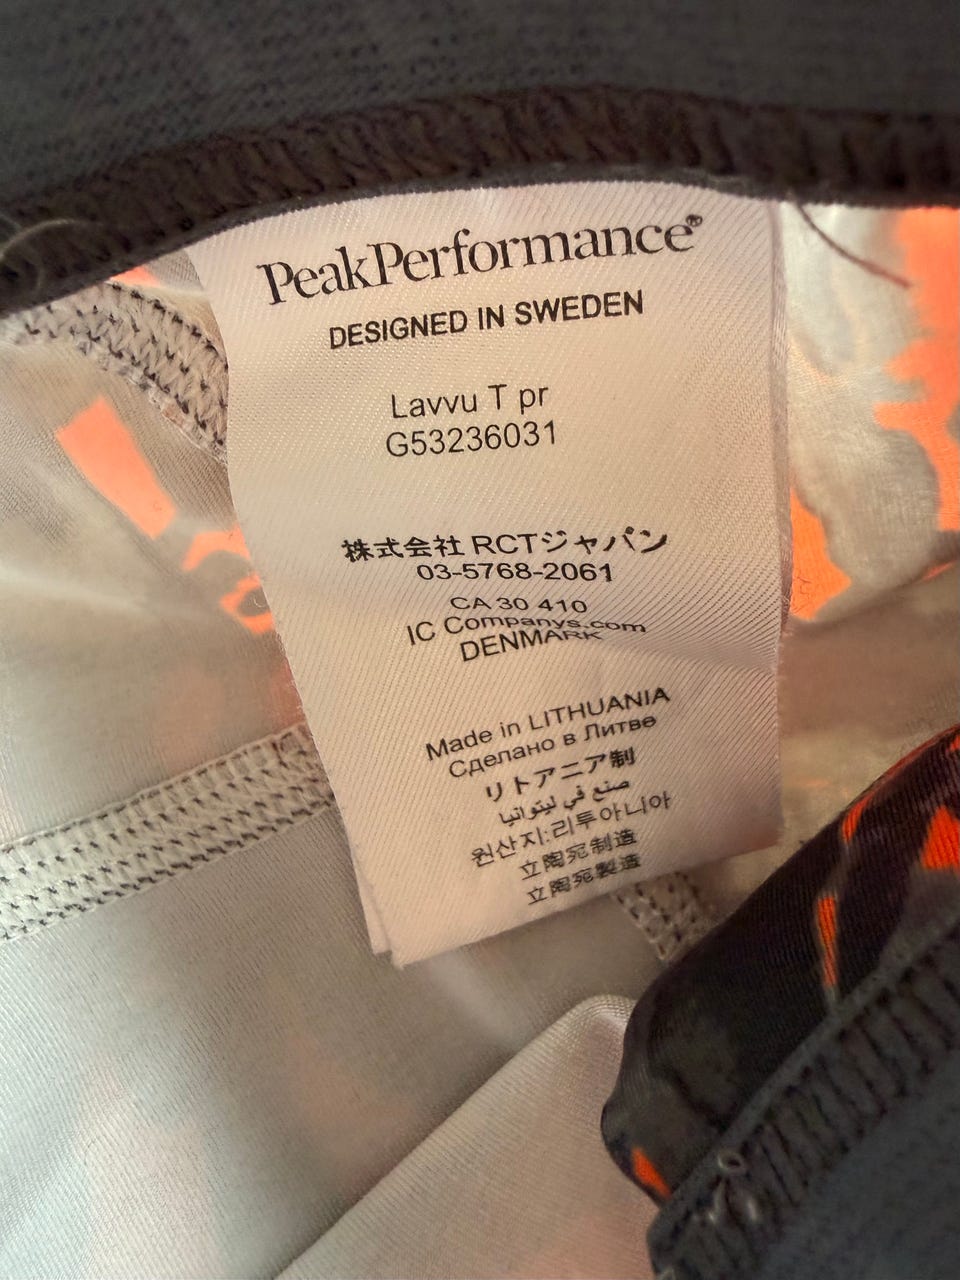 PeakPerformance®
DESIGNED IN SWEDEN
Lavvu T pr
G53236031
株式会社 RCTジャパン
03-5768-2061
CA 30 410
IC Companys.com
DENMARK
Made in LITHUANIA
Сделано в Литве
リトアニア制
صنع في ليتوانيا
원산지:리투아니아
立陶宛制造
立陶宛製造